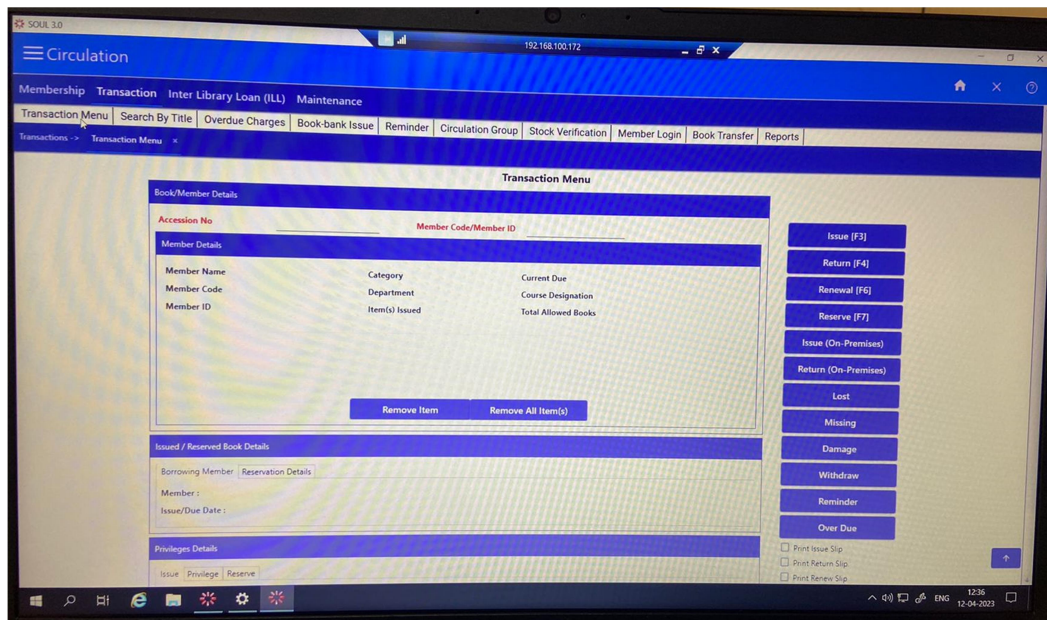 SOUL 3.0
192.168.100.172
Circulation
Membership Transaction Inter Library Loan (ILL) Maintenance
Transaction Menu Search By Title Overdue Charges Book-bank Issue Reminder Circulation Group Stock Verification Member Login Book Transfer Reports
Transactions -> Transaction Menu ×
Transaction Menu
Book/Member Details
Accession No Member Code/Member ID
Member Details
Member Name Category Current Due
Member Code Department Course Designation
Member ID Item(s) Issued Total Allowed Books
Remove Item Remove All Item(s)
Issued / Reserved Book Details
Borrowing Member Reservation Details
Member :
Issue/Due Date :
Privileges Details
Issue Privilege Reserve
Issue [F3]
Return [F4]
Renewal [F6]
Reserve [F7]
Issue (On-Premises)
Return (On-Premises)
Lost
Missing
Damage
Withdraw
Reminder
Over Due
Print Issue Slip
Print Return Slip
Print Renew Slip
ENG 12:36
12-04-2023